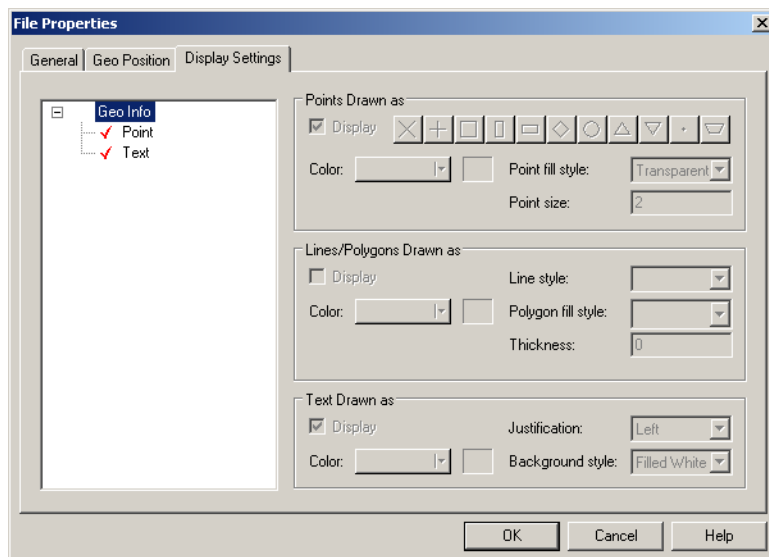 File Properties
General Geo Position Display Settings
Geo Info
Point
Text
Points Drawn as
Display
Color: Point fill style: Transparent
Point size: 2
Lines/Polygons Drawn as
Display Line style:
Color: Polygon fill style:
Thickness: 0
Text Drawn as
Display Justification: Left
Color: Background style: Filled White
OK Cancel Help